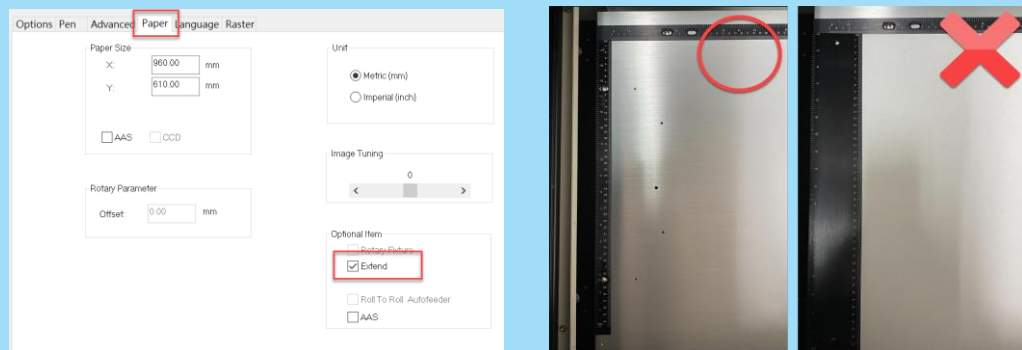 Options Pen Advanced Paper Language Raster
Paper Size
X: 960.00 mm
Y: 610.00 mm
AAS CCD
Rotary Parameter
Offset: 0.00 mm
Unit
Metric (mm)
Imperial (inch)
Image Tuning
0
Optional Item
Rotary Fixture
Extend
Roll To Roll Autofeeder
AAS